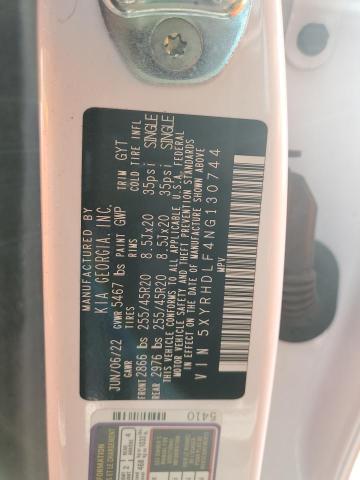 MANUFACTURED BY
KIA GEORGIA, INC.
JUN/06/22 GVWR 5467 lbs PAINT GWP TRIM GYT
GAWR RIMS COLD TIRE INFL
FRONT 2866 lbs 255/45R20 8.5Jx20 35psi SINGLE
REAR 2976 lbs 255/45R20 8.5Jx20 35psi SINGLE
THIS VEHICLE CONFORMS TO ALL APPLICABLE U.S.A. FEDERAL
MOTOR VEHICLE SAFETY AND THEFT PREVENTION STANDARDS
IN EFFECT ON THE DATE OF MANUFACTURE SHOWN ABOVE
VIN 5XYRHDLF4NG130744
MPV
5410